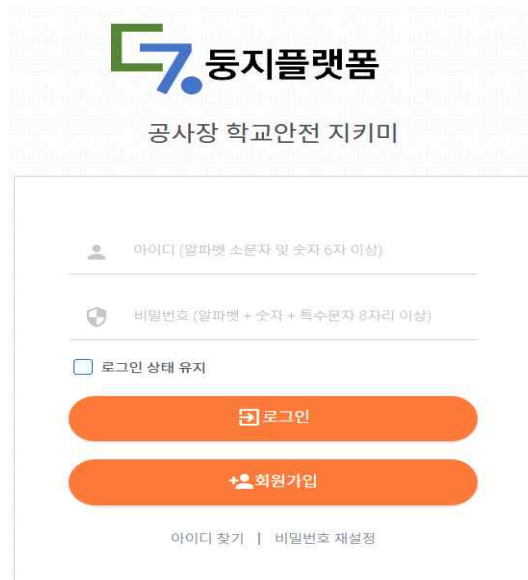 둥지플랫폼
공사장 학교안전 지키미
아이디 (알파벳 소문자 및 숫자 6자 이상)
비밀번호 (알파벳 + 숫자 + 특수문자 8자리 이상)
로그인 상태 유지
로그인
회원가입
아이디 찾기 | 비밀번호 재설정